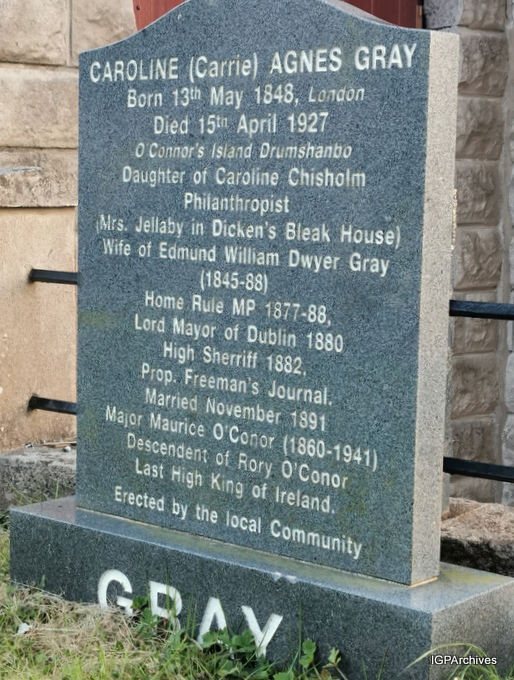 CAROLINE (Carrie) AGNES GRAY
Born 13th May 1848, London
Died 15th April 1927
O'Connor's Island Drumshanbo
Daughter of Caroline Chisholm
Philanthropist
(Mrs. Jellaby in Dicken's Bleak House)
Wife of Edmund William Dwyer Gray
(1845-88)
Home Rule MP 1877-88,
Lord Mayor of Dublin 1880
High Sherriff 1882,
Prop. Freeman's Journal.
Married November 1891
Major Maurice O'Conor (1860-1941)
Descendent of Rory O'Conor
Last High King of Ireland.
Erected by the local Community
GRAY
IGPArchives